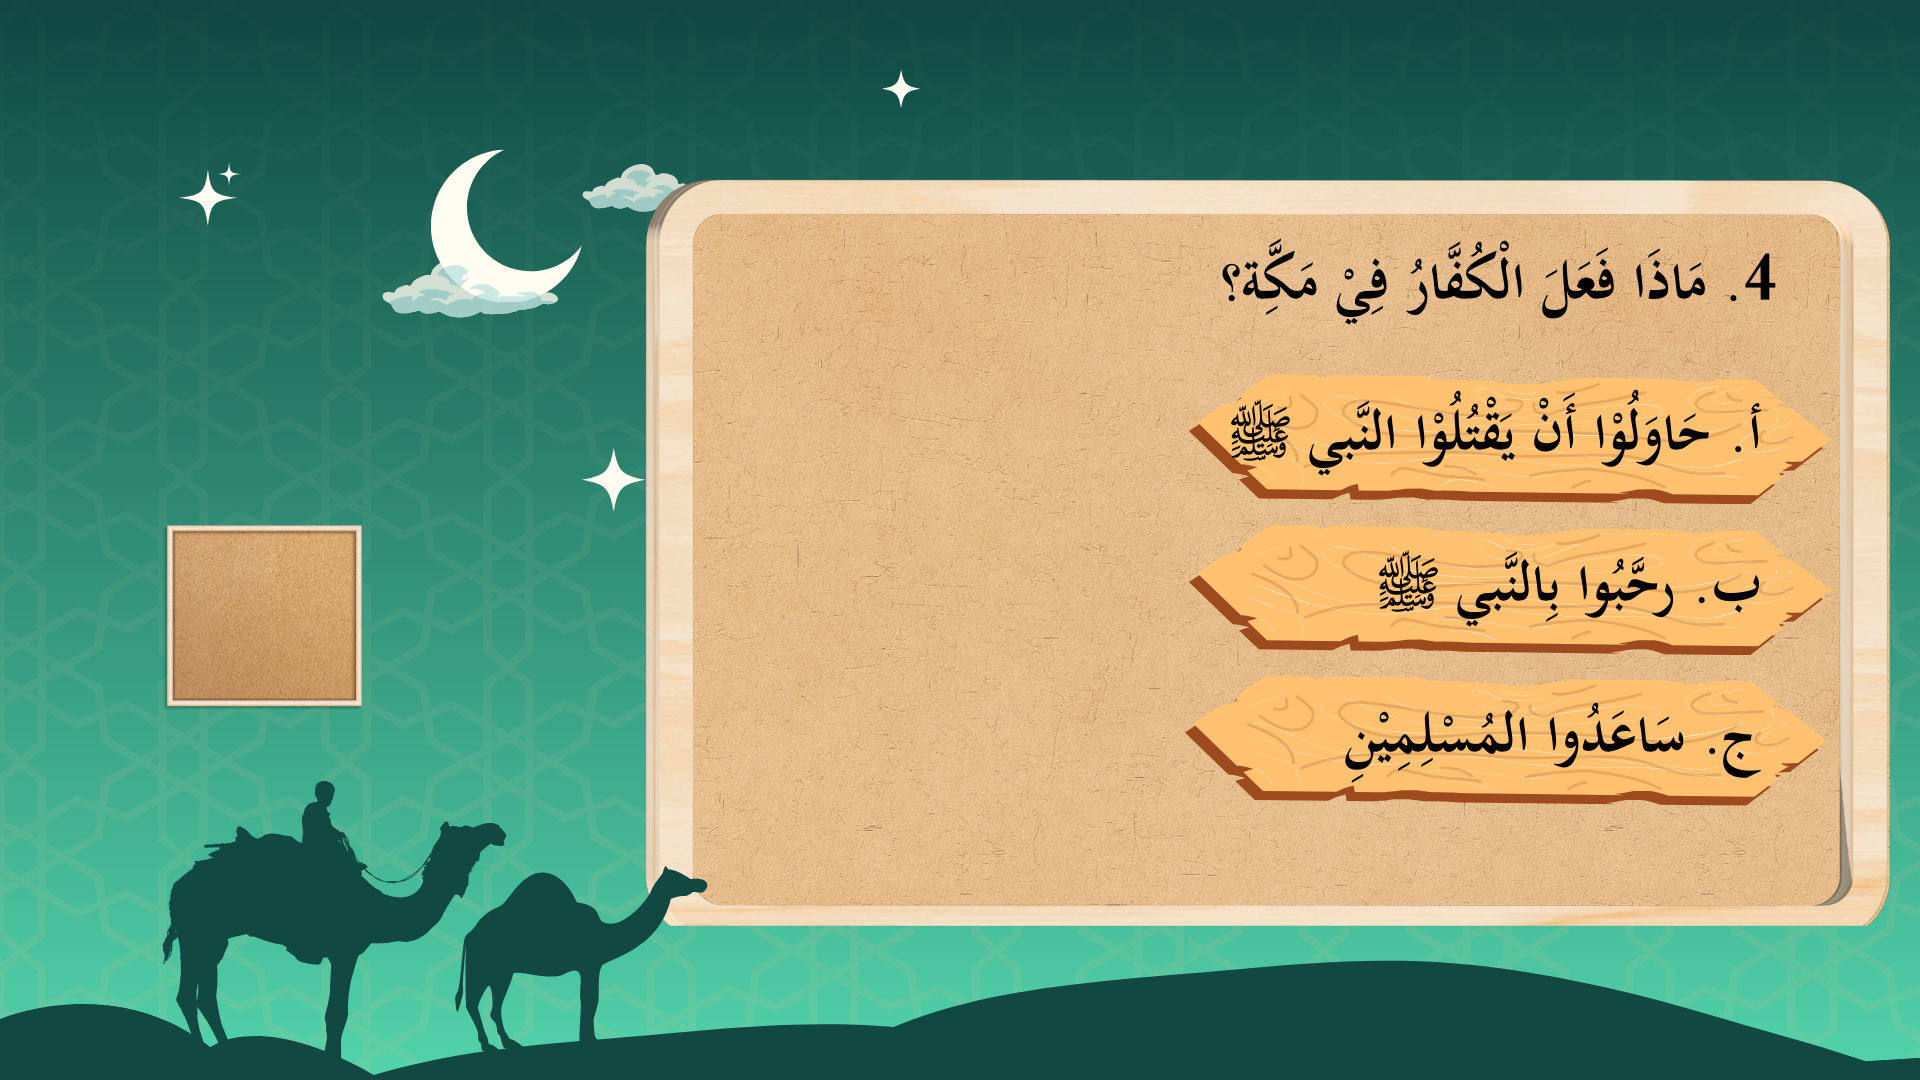 4. مَاذَا فَعَلَ الْكُفَّارُ فِيْ مَكَّةِ؟
أ. حَاوَلُوْا أَنْ يَقْتُلُوْا النَّبي ﷺ
ب. رحَّبُوا بِالنَّبي ﷺ
ج. سَاعَدُوا المُسْلِمِيْنِ